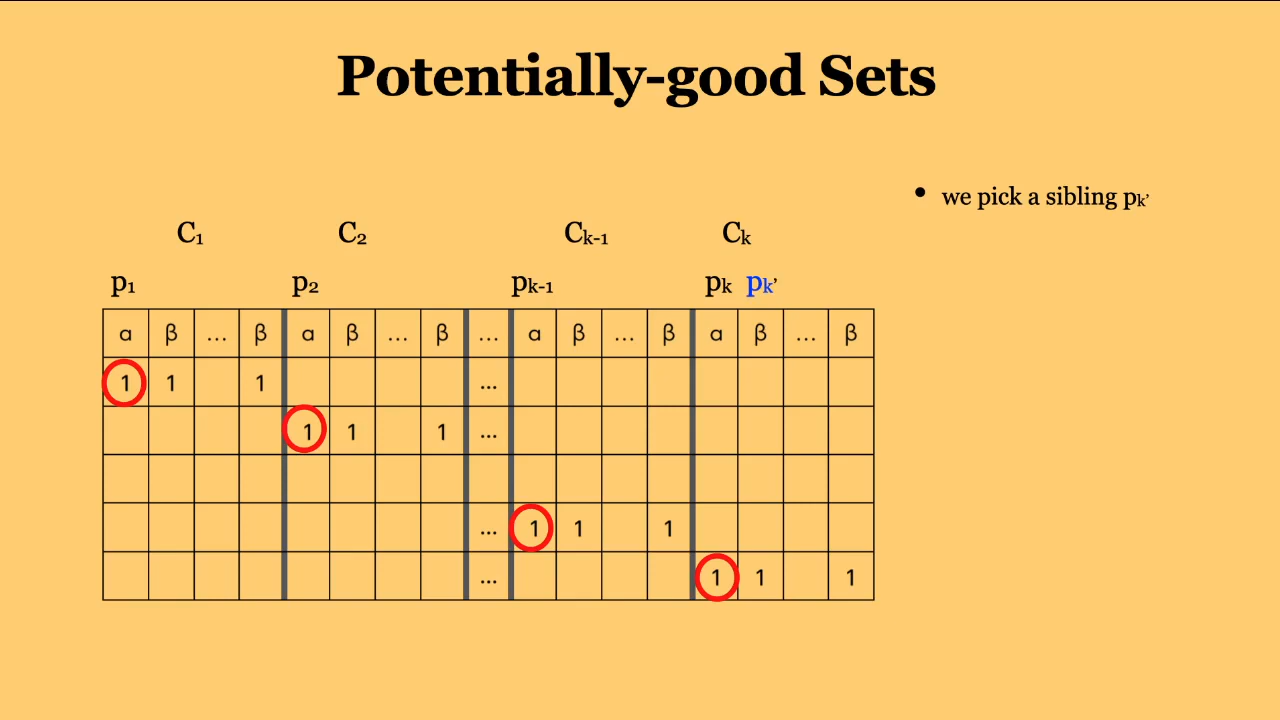 Potentially-good Sets
• we pick a sibling pk’
C1 C2 Ck-1 Ck
p1 p2 pk-1 pk pk’
α β ... β α β ... β ... α β ... β α β ... β
1 1 1 ...
1 1 1 ...
... 1 1 1
... 1 1 1